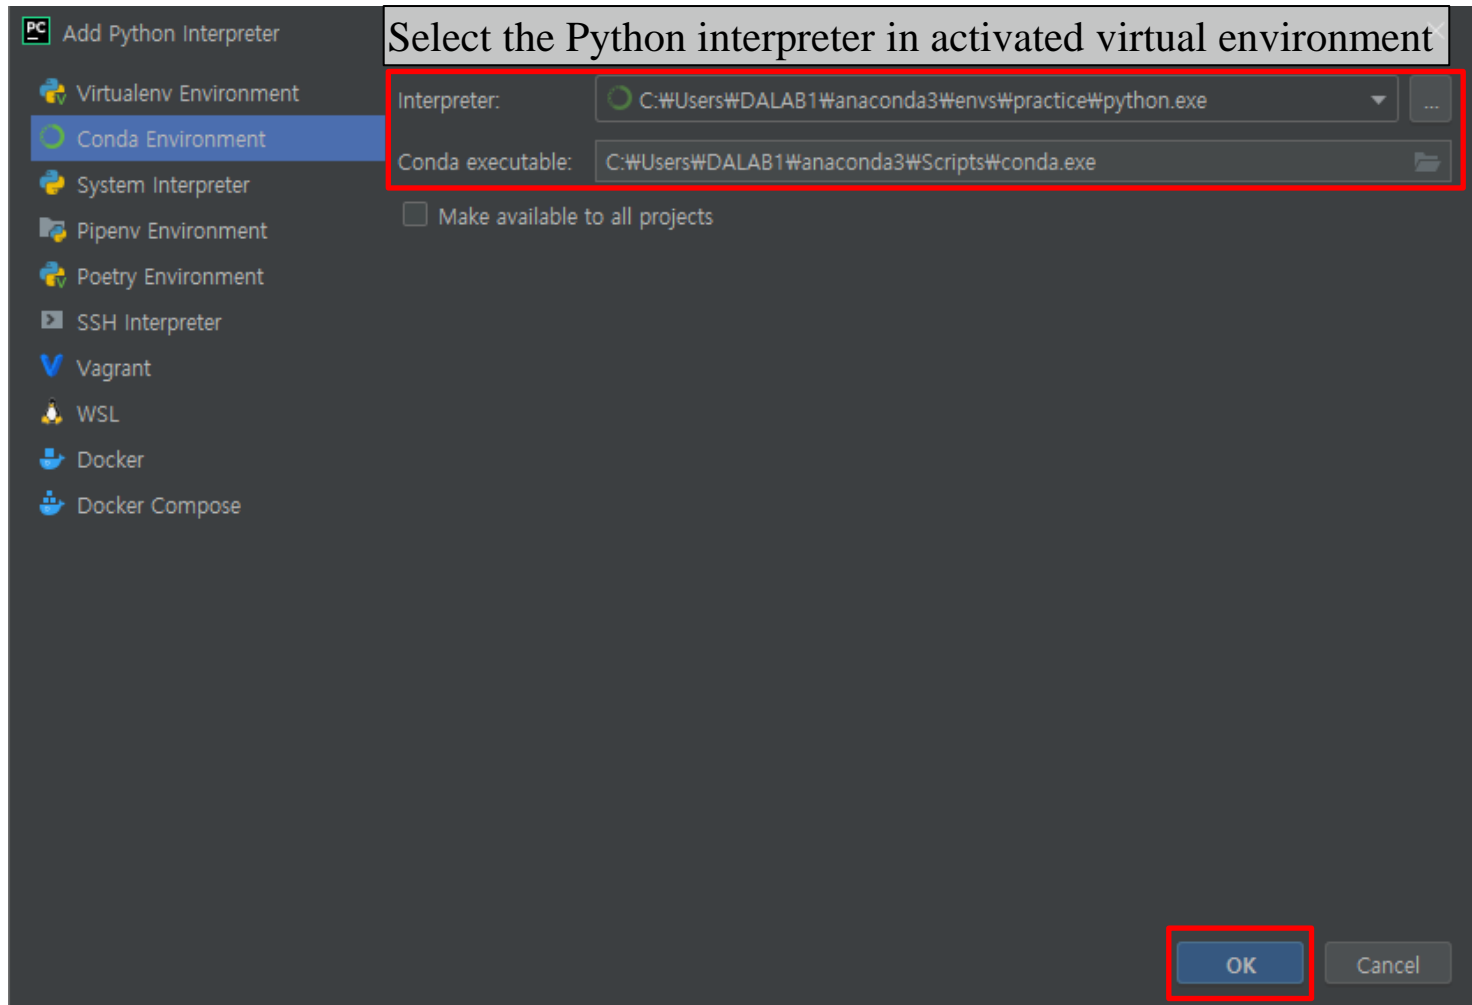 PC Add Python Interpreter
Select the Python interpreter in activated virtual environment
Virtualenv Environment
Conda Environment
System Interpreter
Pipenv Environment
Poetry Environment
SSH Interpreter
Vagrant
WSL
Docker
Docker Compose
Interpreter: C:₩Users₩DALAB1₩anaconda3₩envs₩practice₩python.exe ...
Conda executable: C:₩Users₩DALAB1₩anaconda3₩Scripts₩conda.exe
Make available to all projects
OK Cancel